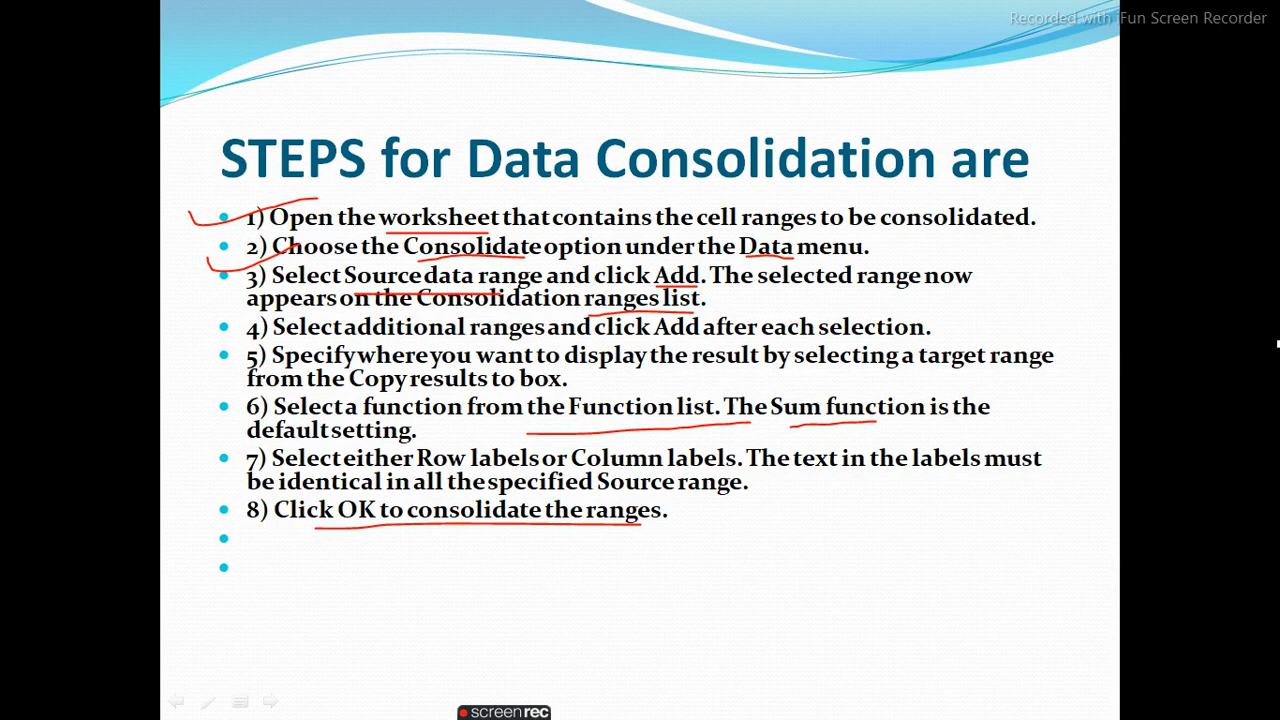 Recorded with iFun Screen Recorder
STEPS for Data Consolidation are
1) Open the worksheet that contains the cell ranges to be consolidated.
2) Choose the Consolidate option under the Data menu.
3) Select Source data range and click Add. The selected range now
appears on the Consolidation ranges list.
4) Select additional ranges and click Add after each selection.
5) Specify where you want to display the result by selecting a target range
from the Copy results to box.
6) Select a function from the Function list. The Sum function is the
default setting.
7) Select either Row labels or Column labels. The text in the labels must
be identical in all the specified Source range.
8) Click OK to consolidate the ranges.
screenrec